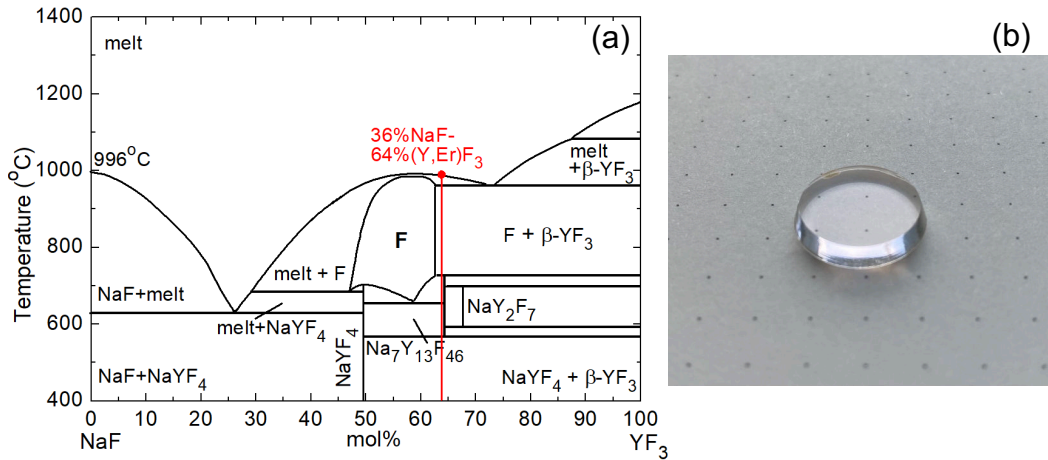 (a)
(b)
1400
1200
1000
800
600
400
Temperature (°C)
melt
996°C
36%NaF-
64%(Y,Er)F₃
melt
+β-YF₃
F
F + β-YF₃
melt + F
NaF+melt
melt+NaYF₄
NaY₂F₇
NaYF₄
Na₇Y₁₃F₄₆
NaF+NaYF₄
NaYF₄ + β-YF₃
0 10 20 30 40 50 60 70 80 90 100
NaF
mol%
YF₃